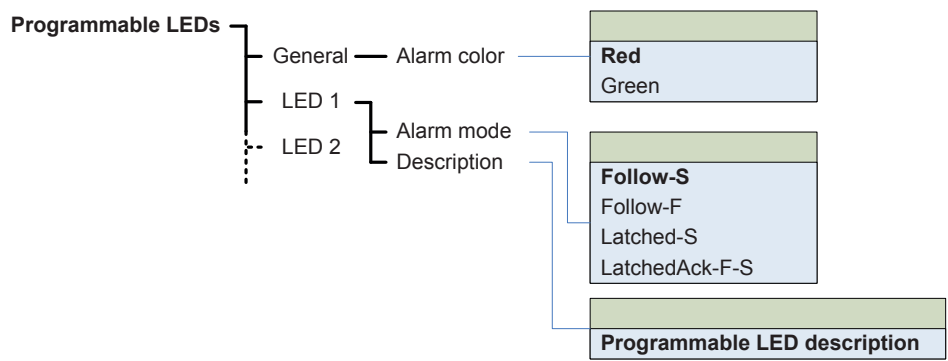 Programmable LEDs
General
Alarm color
Red
Green
LED 1
Alarm mode
LED 2
Description
Follow-S
Follow-F
Latched-S
LatchedAck-F-S
Programmable LED description